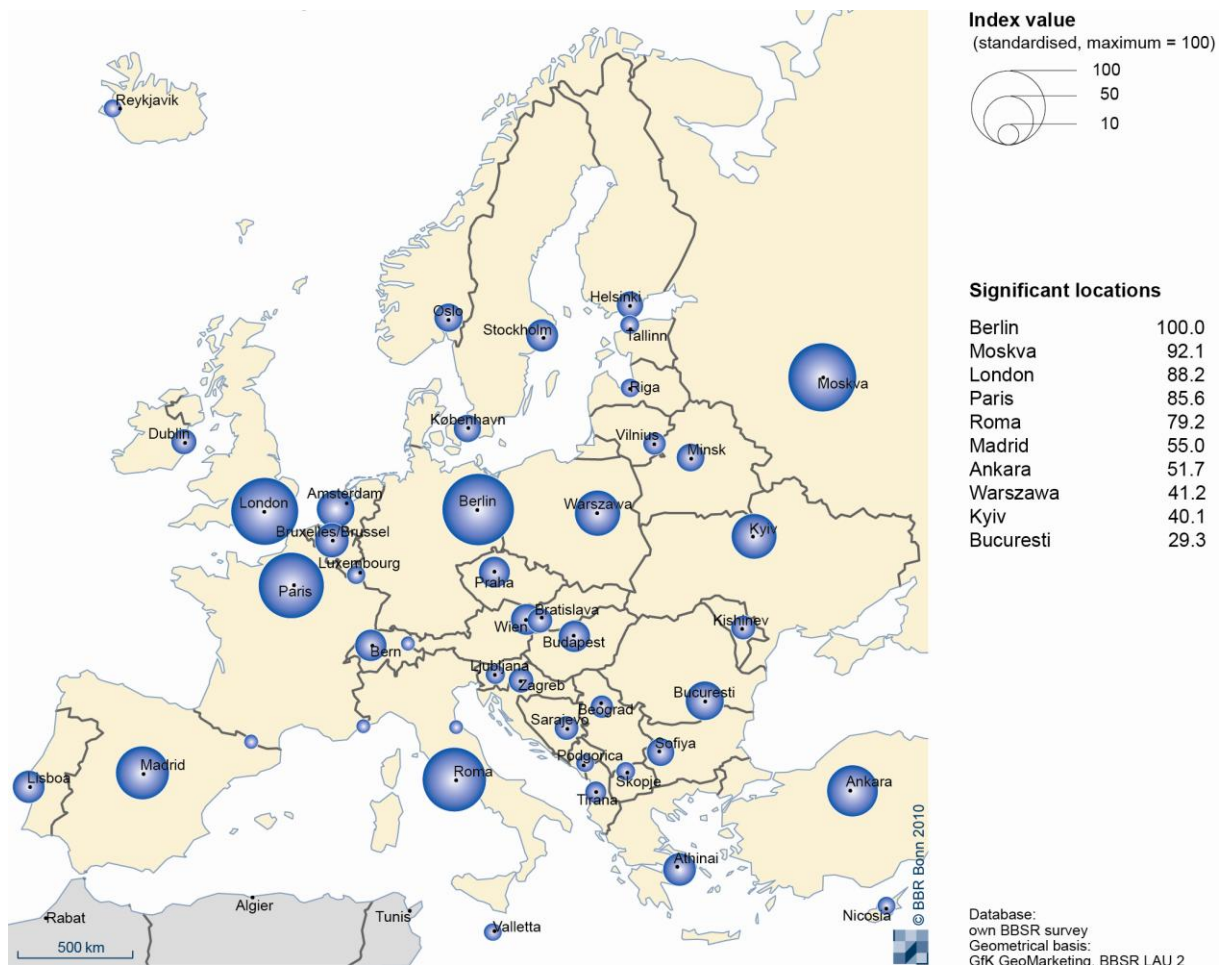 Index value
(standardised, maximum = 100)
100
50
10
Significant locations
Berlin 100.0
Moskva 92.1
London 88.2
Paris 85.6
Roma 79.2
Madrid 55.0
Ankara 51.7
Warszawa 41.2
Kyiv 40.1
Bucuresti 29.3
Reykjavik
Helsinki
Oslo
Stockholm
Tallinn
Moskva
Riga
København
Dublin
Vilnius
Minsk
Amsterdam
London
Berlin
Warszawa
Bruxelles/Brussel
Kyiv
Luxembourg
Praha
Paris
Bratislava
Wien
Kishinev
Budapest
Bern
Ljubljana
Zagreb
Bucuresti
Beograd
Sarajevo
Sofiya
Podgorica
Madrid
Roma
Lisboa
Skopje
Ankara
Tirana
Athinai
Algier
Rabat
Tunis
Valletta
Nicosia
500 km
© BBR Bonn 2010
Database:
own BBSR survey
Geometrical basis:
GfK GeoMarketing, BBSR LAU 2